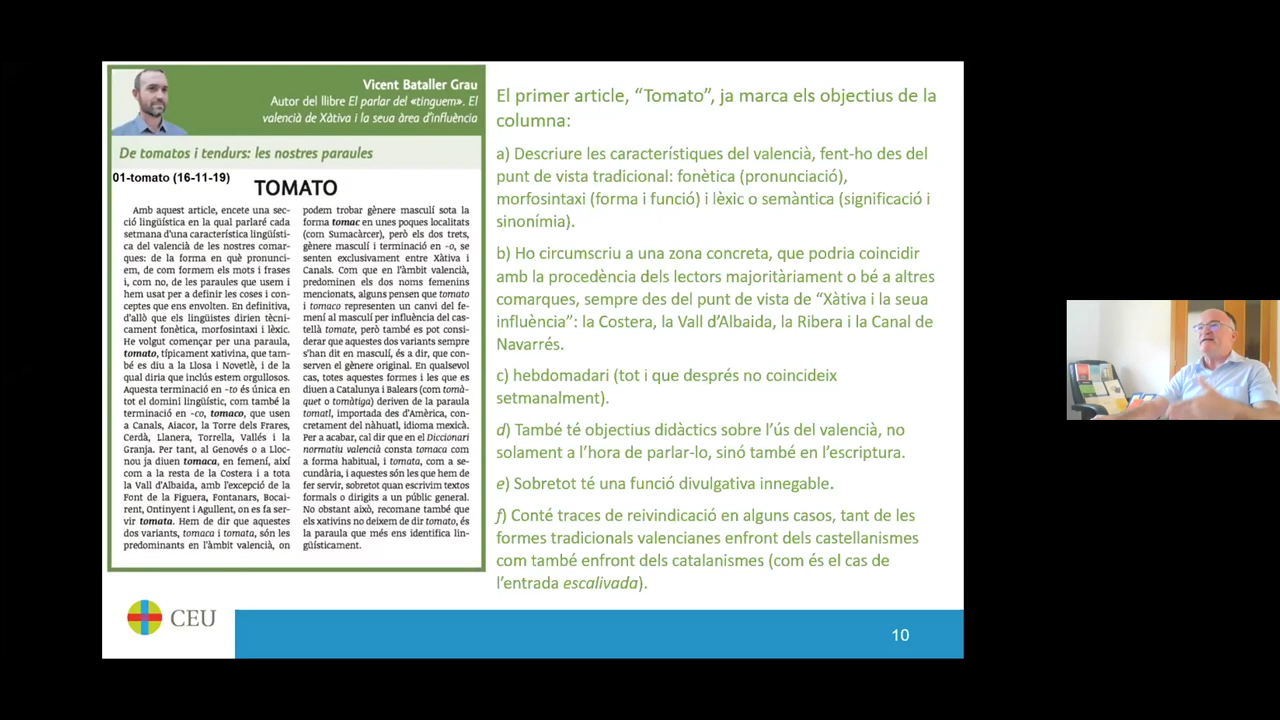 Vicent Bataller Grau
Autor del llibre El parlar del «tinguem». El
valencià de Xàtiva i la seua àrea d'influència
De tomatos i tendurs: les nostres paraules
01-tomato (16-11-19)
TOMATO
Amb aquest article, encete una sec-
ció lingüística en la qual parlaré cada
setmana d'una característica lingüísti-
ca del valencià de les nostres comar-
ques: de la forma en què pronunci-
em, de com formem els mots i frases
i, com no, de les paraules que usem i
hem usat per a definir les coses i con-
ceptes que ens envolten. En definitiva,
d'allò que els lingüistes dirien tècni-
cament fonètica, morfosintaxi i lèxic.
He volgut començar per una paraula,
tomato, típicament xativina, que tam-
bé es diu a la Llosa i Novetlè, i de la
qual diria que inclús estem orgullosos.
Aquesta terminació en -to és única en
tot el domini lingüístic, com també la
terminació en -co, tomaco, que usen
a Canals, Aiacor, la Torre dels Frares,
Cerdà, Llanera, Torrella, Vallés i la
Granja. Per tant, al Genovés o a Lloc-
nou ja diuen tomaca, en femení, així
com a la resta de la Costera i a tota
la Vall d'Albaida, amb l'excepció de la
Font de la Figuera, Fontanars, Bocai-
rent, Ontinyent i Agullent, on es fa ser-
vir tomata. Hem de dir que aquestes
dos variants, tomaca i tomata, són les
predominants en l'àmbit valencià, on
podem trobar gènere masculí sota la
forma tomac en unes poques localitats
(com Sumacàrcer), però els dos trets,
gènere masculí i terminació en -o, se
senten exclusivament entre Xàtiva i
Canals. Com que en l'àmbit valencià,
predominen els dos noms femenins
mencionats, alguns pensen que tomato
i tomaco representen un canvi del fe-
mení al masculí per influència del cas-
tellà tomate, però també es pot consi-
derar que aquestes dos variants sempre
s'han dit en masculí, és a dir, que con-
serven el gènere original. En qualsevol
cas, totes aquestes formes i les que es
diuen a Catalunya i Balears (com tomà-
quet o tomàtiga) deriven de la paraula
tomatl, importada des d'Amèrica, con-
cretament del nàhuatl, idioma mexicà.
Per a acabar, cal dir que en el Diccionari
normatiu valencià consta tomaca com
a forma habitual, i tomata, com a se-
cundària, i aquestes són les que hem de
fer servir, sobretot quan escrivim textos
formals o dirigits a un públic general.
No obstant això, recomane també que
els xativins no deixem de dir tomato, és
la paraula que més ens identifica lin-
güísticament.
El primer article, “Tomato”, ja marca els objectius de la
columna:
a) Descriure les característiques del valencià, fent-ho des del
punt de vista tradicional: fonètica (pronunciació),
morfosintaxi (forma i funció) i lèxic o semàntica (significació i
sinonímia).
b) Ho circumscriu a una zona concreta, que podria coincidir
amb la procedència dels lectors majoritàriament o bé a altres
comarques, sempre des del punt de vista de “Xàtiva i la seua
influència”: la Costera, la Vall d’Albaida, la Ribera i la Canal de
Navarrés.
c) hebdomadari (tot i que després no coincideix
setmanalment).
d) També té objectius didàctics sobre l’ús del valencià, no
solament a l’hora de parlar-lo, sinó també en l’escriptura.
e) Sobretot té una funció divulgativa innegable.
f) Conté traces de reivindicació en alguns casos, tant de les
formes tradicionals valencianes enfront dels castellanismes
com també enfront dels catalanismes (com és el cas de
l’entrada escalivada).
CEU
10